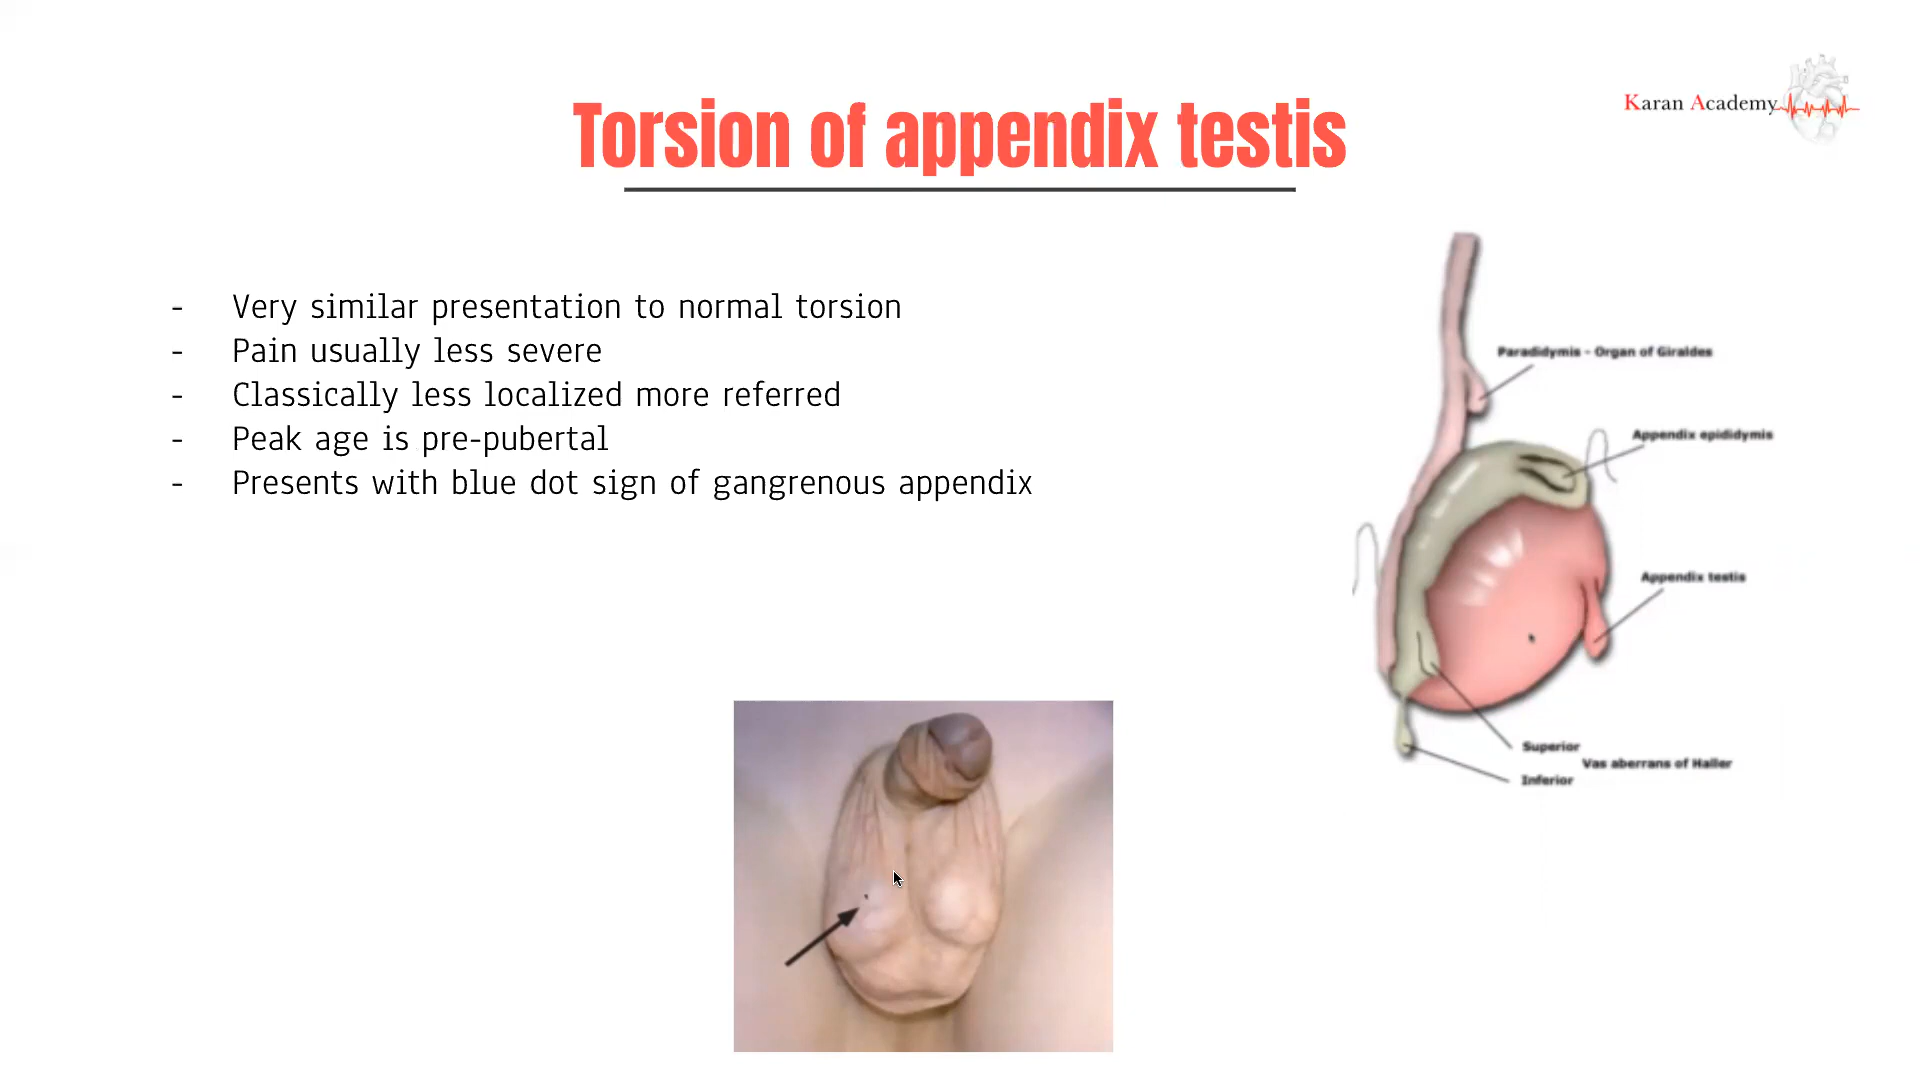 Karan Academy
Torsion of appendix testis
- Very similar presentation to normal torsion
- Pain usually less severe
- Classically less localized more referred
- Peak age is pre-pubertal
- Presents with blue dot sign of gangrenous appendix
Paradidymis - Organ of Giraldes
Appendix epididymis
Appendix testis
Superior
Vas aberrans of Haller
Inferior